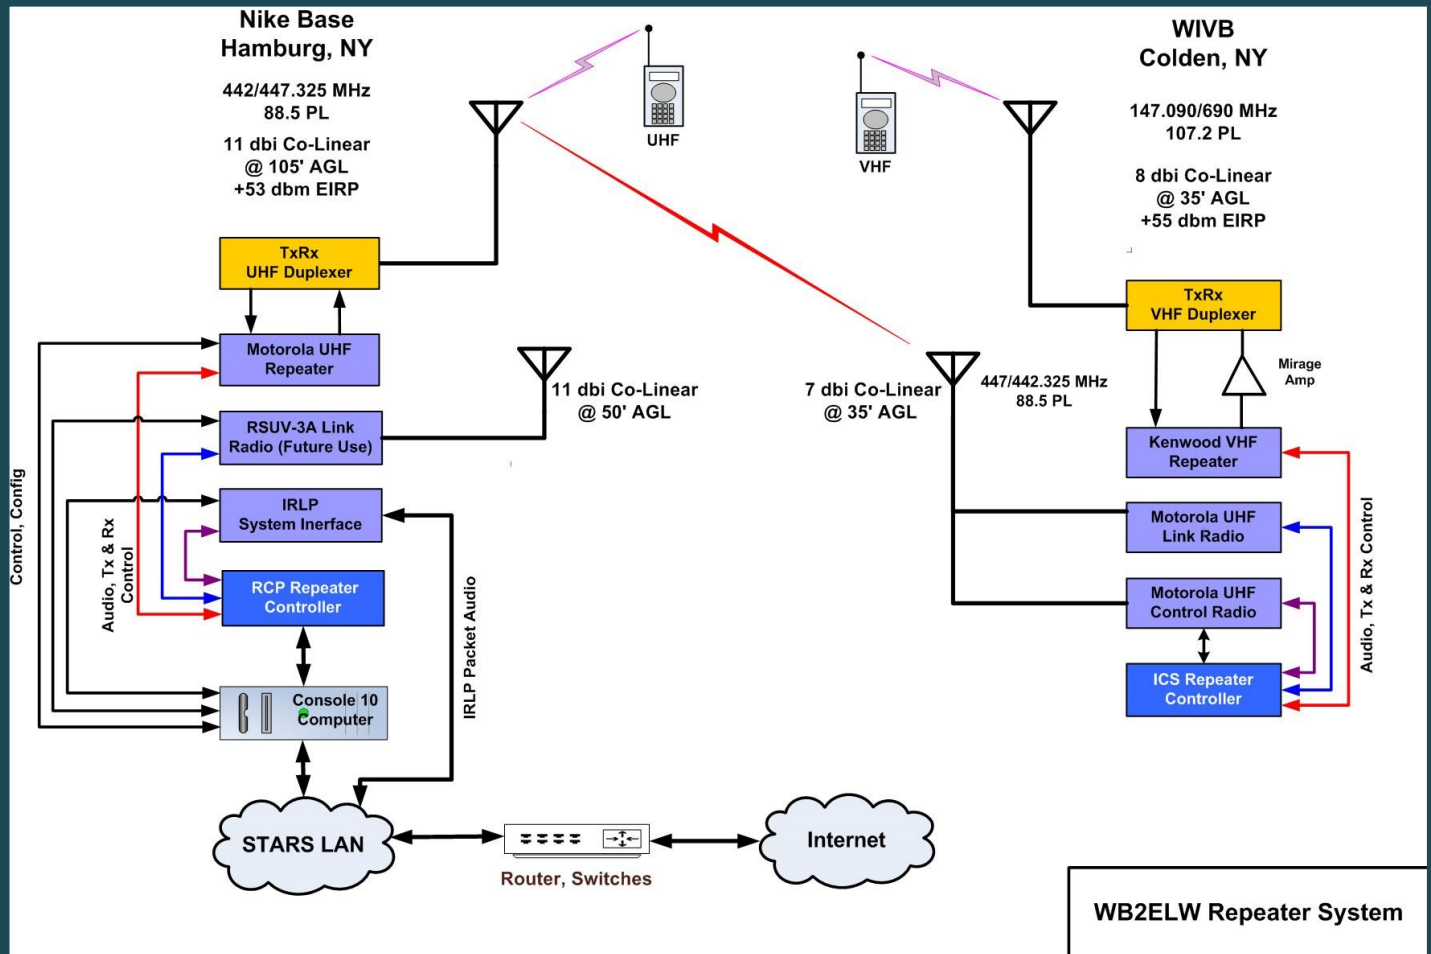 Nike Base
Hamburg, NY
442/447.325 MHz
88.5 PL
11 dbi Co-Linear
@ 105' AGL
+53 dbm EIRP
UHF
VHF
WIVB
Colden, NY
147.090/690 MHz
107.2 PL
8 dbi Co-Linear
@ 35' AGL
+55 dbm EIRP
TxRx
UHF Duplexer
Motorola UHF
Repeater
RSUV-3A Link
Radio (Future Use)
IRLP
System Inerface
RCP Repeater
Controller
Console 10
Computer
Control, Config
Audio, Tx & Rx
Control
11 dbi Co-Linear
@ 50' AGL
IRLP Packet Audio
7 dbi Co-Linear
@ 35' AGL
447/442.325 MHz
88.5 PL
TxRx
VHF Duplexer
Mirage
Amp
Kenwood VHF
Repeater
Motorola UHF
Link Radio
Motorola UHF
Control Radio
ICS Repeater
Controller
Audio, Tx & Rx Control
STARS LAN
Router, Switches
Internet
WB2ELW Repeater System